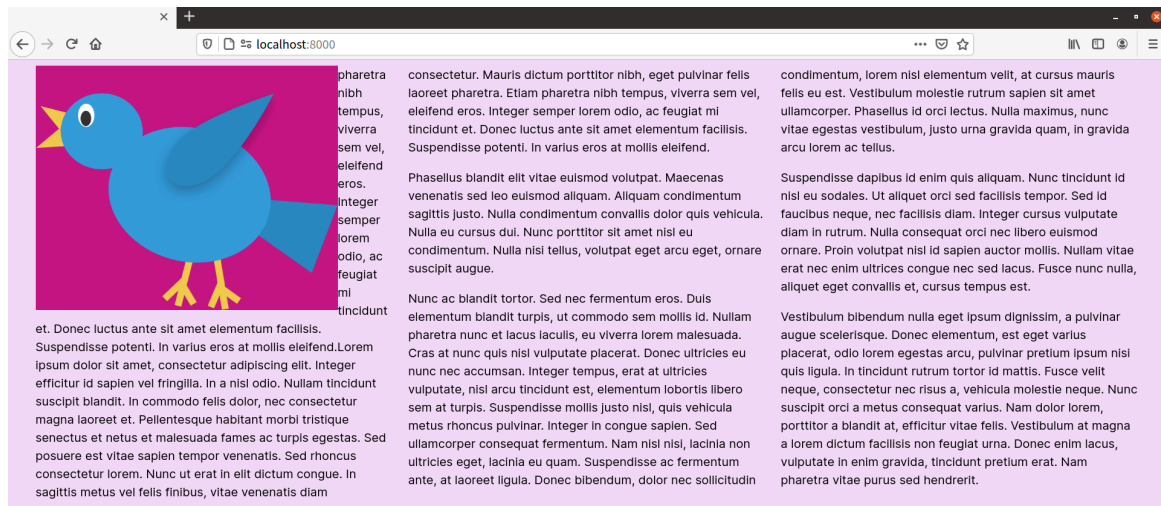 localhost:8000
pharetra
nibh
tempus,
viverra
sem vel,
eleifend
eros.
Integer
semper
lorem
odio, ac
feugiat
mi
tincidunt
et. Donec luctus ante sit amet elementum facilisis.
Suspendisse potenti. In varius eros at mollis eleifend.Lorem
ipsum dolor sit amet, consectetur adipiscing elit. Integer
efficitur id sapien vel fringilla. In a nisl odio. Nullam tincidunt
suscipit blandit. In commodo felis dolor, nec consectetur
magna laoreet et. Pellentesque habitant morbi tristique
senectus et netus et malesuada fames ac turpis egestas. Sed
posuere est vitae sapien tempor venenatis. Sed rhoncus
consectetur lorem. Nunc ut erat in elit dictum congue. In
sagittis metus vel felis finibus, vitae venenatis diam
consectetur. Mauris dictum porttitor nibh, eget pulvinar felis
laoreet pharetra. Etiam pharetra nibh tempus, viverra sem vel,
eleifend eros. Integer semper lorem odio, ac feugiat mi
tincidunt et. Donec luctus ante sit amet elementum facilisis.
Suspendisse potenti. In varius eros at mollis eleifend.
Phasellus blandit elit vitae euismod volutpat. Maecenas
venenatis sed leo euismod aliquam. Aliquam condimentum
sagittis justo. Nulla condimentum convallis dolor quis vehicula.
Nulla eu cursus dui. Nunc porttitor sit amet nisl eu
condimentum. Nulla nisi tellus, volutpat eget arcu eget, ornare
suscipit augue.
Nunc ac blandit tortor. Sed nec fermentum eros. Duis
elementum blandit turpis, ut commodo sem mollis id. Nullam
pharetra nunc et lacus iaculis, eu viverra lorem malesuada.
Cras at nunc quis nisl vulputate placerat. Donec ultricies eu
nunc nec accumsan. Integer tempus, erat at ultricies
vulputate, nisl arcu tincidunt est, elementum lobortis libero
sem at turpis. Suspendisse mollis justo nisl, quis vehicula
metus rhoncus pulvinar. Integer in congue sapien. Sed
ullamcorper consequat fermentum. Nam nisl nisi, lacinia non
ultricies eget, lacinia eu quam. Suspendisse ac fermentum
ante, at laoreet ligula. Donec bibendum, dolor nec sollicitudin
condimentum, lorem nisl elementum velit, at cursus mauris
felis eu est. Vestibulum molestie rutrum sapien sit amet
ullamcorper. Phasellus id orci lectus. Nulla maximus, nunc
vitae egestas vestibulum, justo urna gravida quam, in gravida
arcu lorem ac tellus.
Suspendisse dapibus id enim quis aliquam. Nunc tincidunt id
nisl eu sodales. Ut aliquet orci sed facilisis tempor. Sed id
faucibus neque, nec facilisis diam. Integer cursus vulputate
diam in rutrum. Nulla consequat orci nec libero euismod
ornare. Proin volutpat nisl id sapien auctor mollis. Nullam vitae
erat nec enim ultrices congue nec sed lacus. Fusce nunc nulla,
aliquet eget convallis et, cursus tempus est.
Vestibulum bibendum nulla eget ipsum dignissim, a pulvinar
augue scelerisque. Donec elementum, est eget varius
placerat, odio lorem egestas arcu, pulvinar pretium ipsum nisi
quis ligula. In tincidunt rutrum tortor id mattis. Fusce velit
neque, consectetur nec risus a, vehicula molestie neque. Nunc
suscipit orci a metus consequat varius. Nam dolor lorem,
porttitor a blandit at, efficitur vitae felis. Vestibulum at magna
a lorem dictum facilisis non feugiat urna. Donec enim lacus,
vulputate in enim gravida, tincidunt pretium erat. Nam
pharetra vitae purus sed hendrerit.